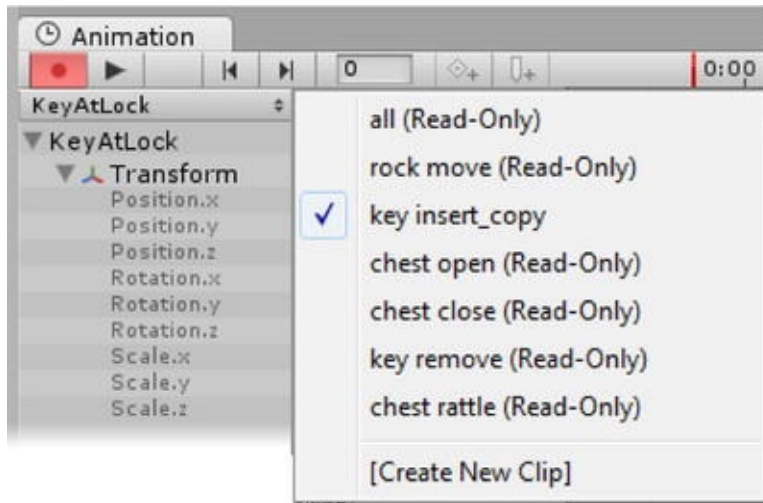 Animation
0
0:00
KeyAtLock
KeyAtLock
Transform
Position.x
Position.y
Position.z
Rotation.x
Rotation.y
Rotation.z
Scale.x
Scale.y
Scale.z
all (Read-Only)
rock move (Read-Only)
key insert_copy
chest open (Read-Only)
chest close (Read-Only)
key remove (Read-Only)
chest rattle (Read-Only)
[Create New Clip]